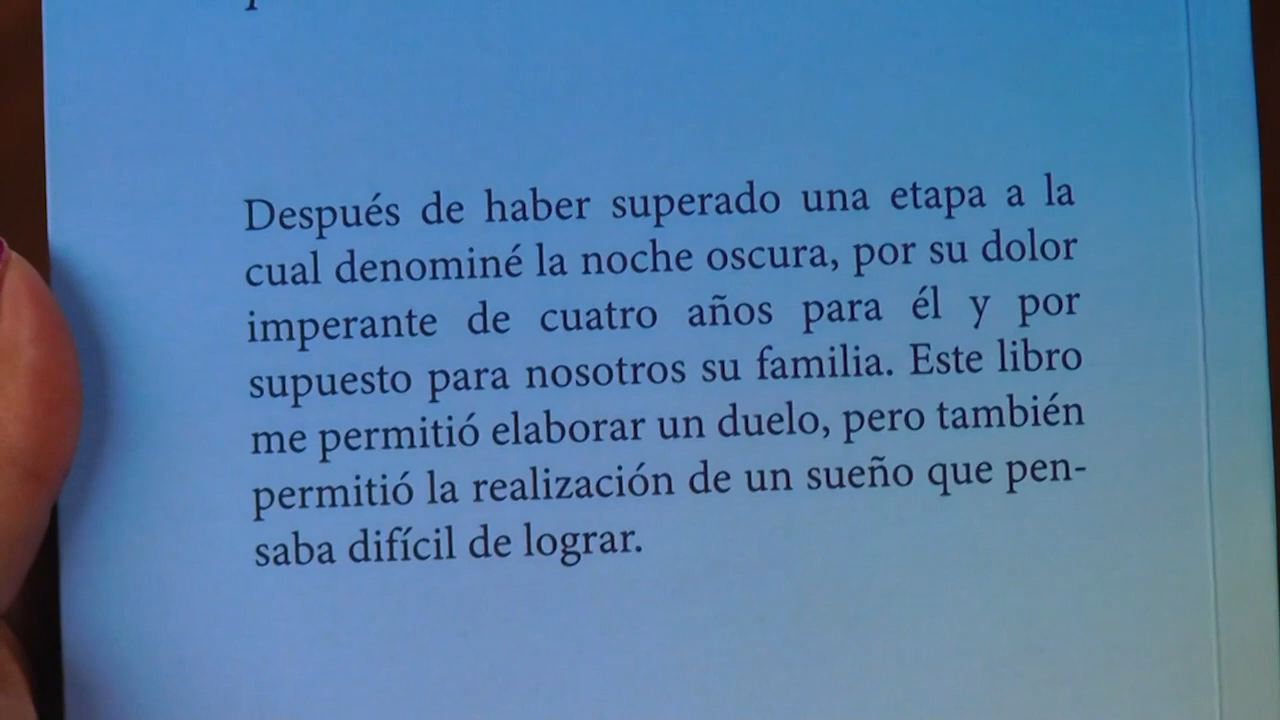 Después de haber superado una etapa a la
cual denominé la noche oscura, por su dolor
imperante de cuatro años para él y por
supuesto para nosotros su familia. Este libro
me permitió elaborar un duelo, pero también
permitió la realización de un sueño que pen-
saba difícil de lograr.